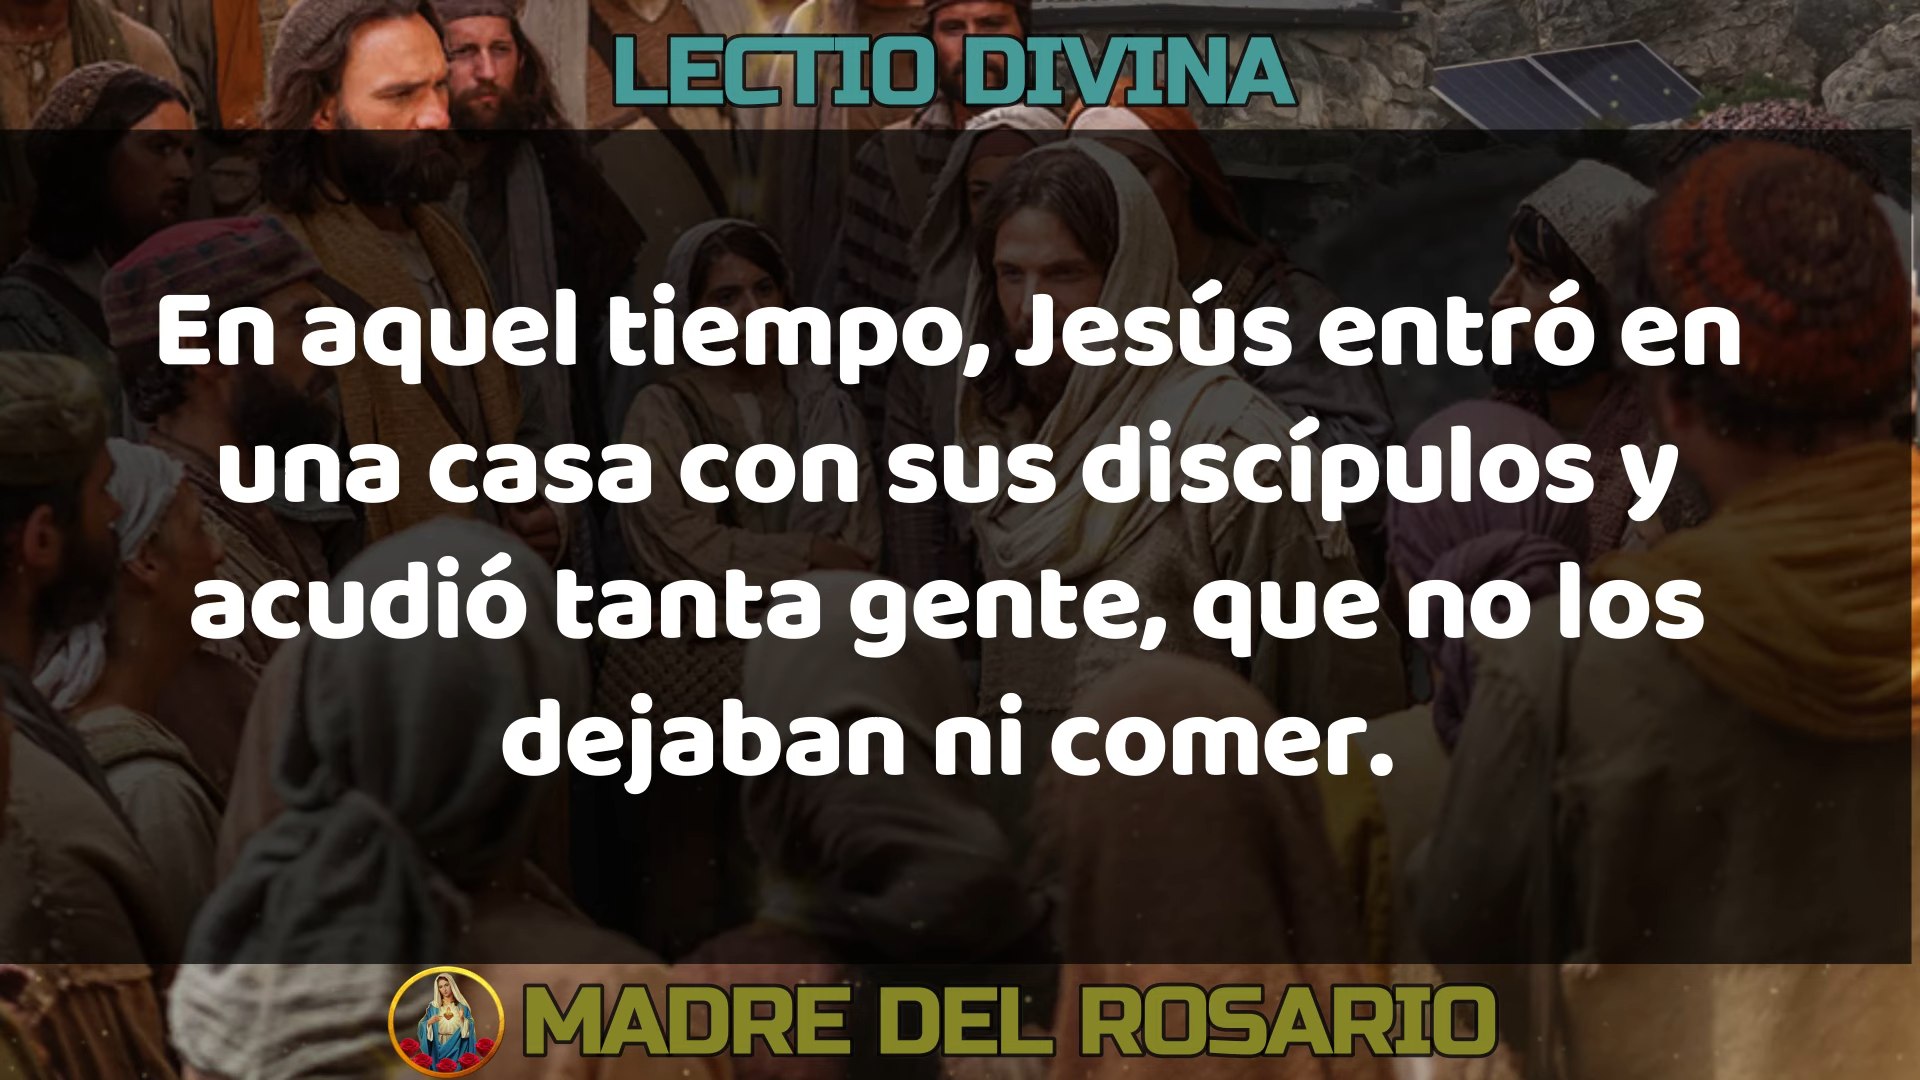 LECTIO DIVINA
En aquel tiempo, Jesús entró en
una casa con sus discípulos y
acudió tanta gente, que no los
dejaban ni comer.
MADRE DEL ROSARIO